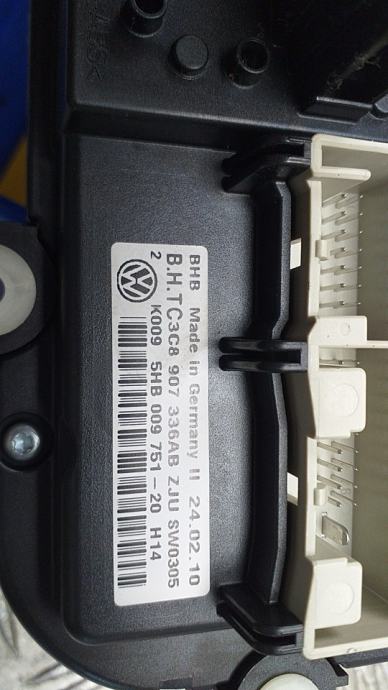 BHB Made in Germany !! 24.02.10
B.H.TC3C8 907 336AB ZJU SW0305
2 K009 5HB 009 751-20 H14